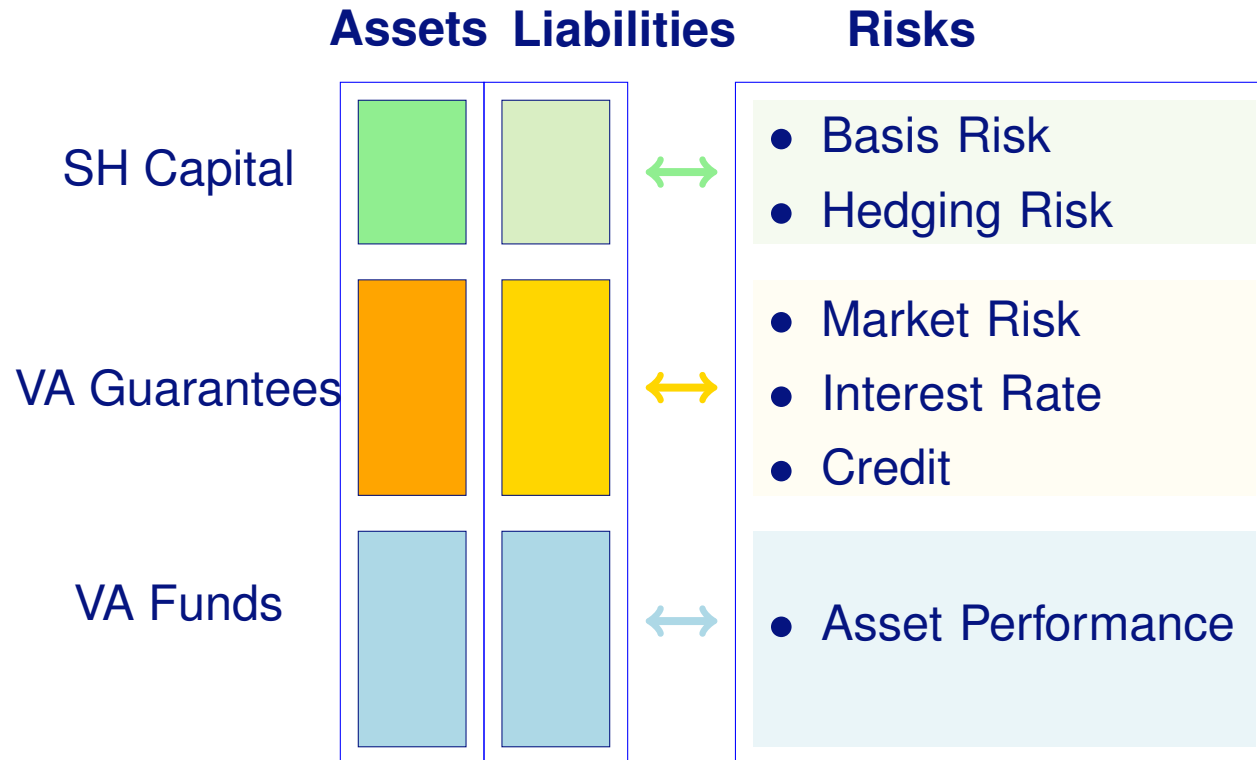 Assets Liabilities Risks
SH Capital
• Basis Risk
• Hedging Risk
VA Guarantees
• Market Risk
• Interest Rate
• Credit
VA Funds
• Asset Performance